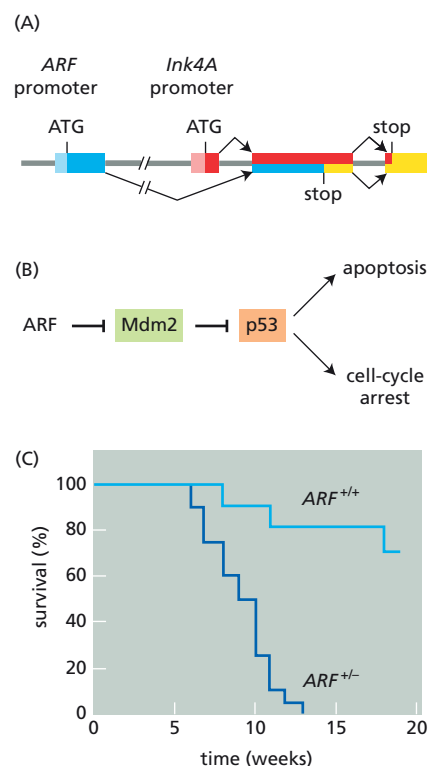 (A)
ARF
promoter
Ink4A
promoter
ATG
ATG
stop
stop
(B)
ARF
Mdm2
p53
apoptosis
cell-cycle
arrest
(C)
survival (%)
100
80
60
40
20
0
ARF+/+
ARF+/–
0
5
10
15
20
time (weeks)